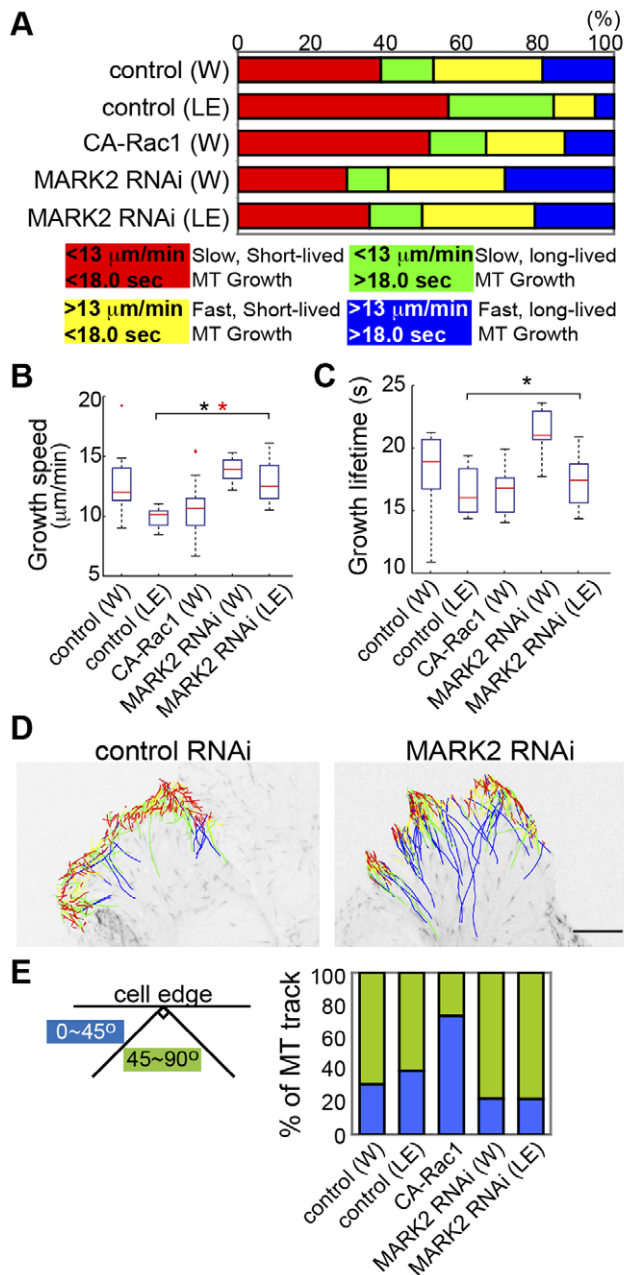 A
(%)
0 20 40 60 80 100
control (W)
control (LE)
CA-Rac1 (W)
MARK2 RNAi (W)
MARK2 RNAi (LE)
<13 μm/min Slow, Short-lived
<18.0 sec MT Growth
<13 μm/min Slow, long-lived
>18.0 sec MT Growth
>13 μm/min Fast, Short-lived
<18.0 sec MT Growth
>13 μm/min Fast, long-lived
>18.0 sec MT Growth
B
Growth speed
(μm/min)
20
15
10
5
* *
control (W)
control (LE)
CA-Rac1 (W)
MARK2 RNAi (W)
MARK2 RNAi (LE)
C
Growth lifetime (s)
25
20
15
10
*
control (W)
control (LE)
CA-Rac1 (W)
MARK2 RNAi (W)
MARK2 RNAi (LE)
D
control RNAi
MARK2 RNAi
E
cell edge
0~45º
45~90º
% of MT track
100
80
60
40
20
0
control (W)
control (LE)
CA-Rac1
MARK2 RNAi (W)
MARK2 RNAi (LE)